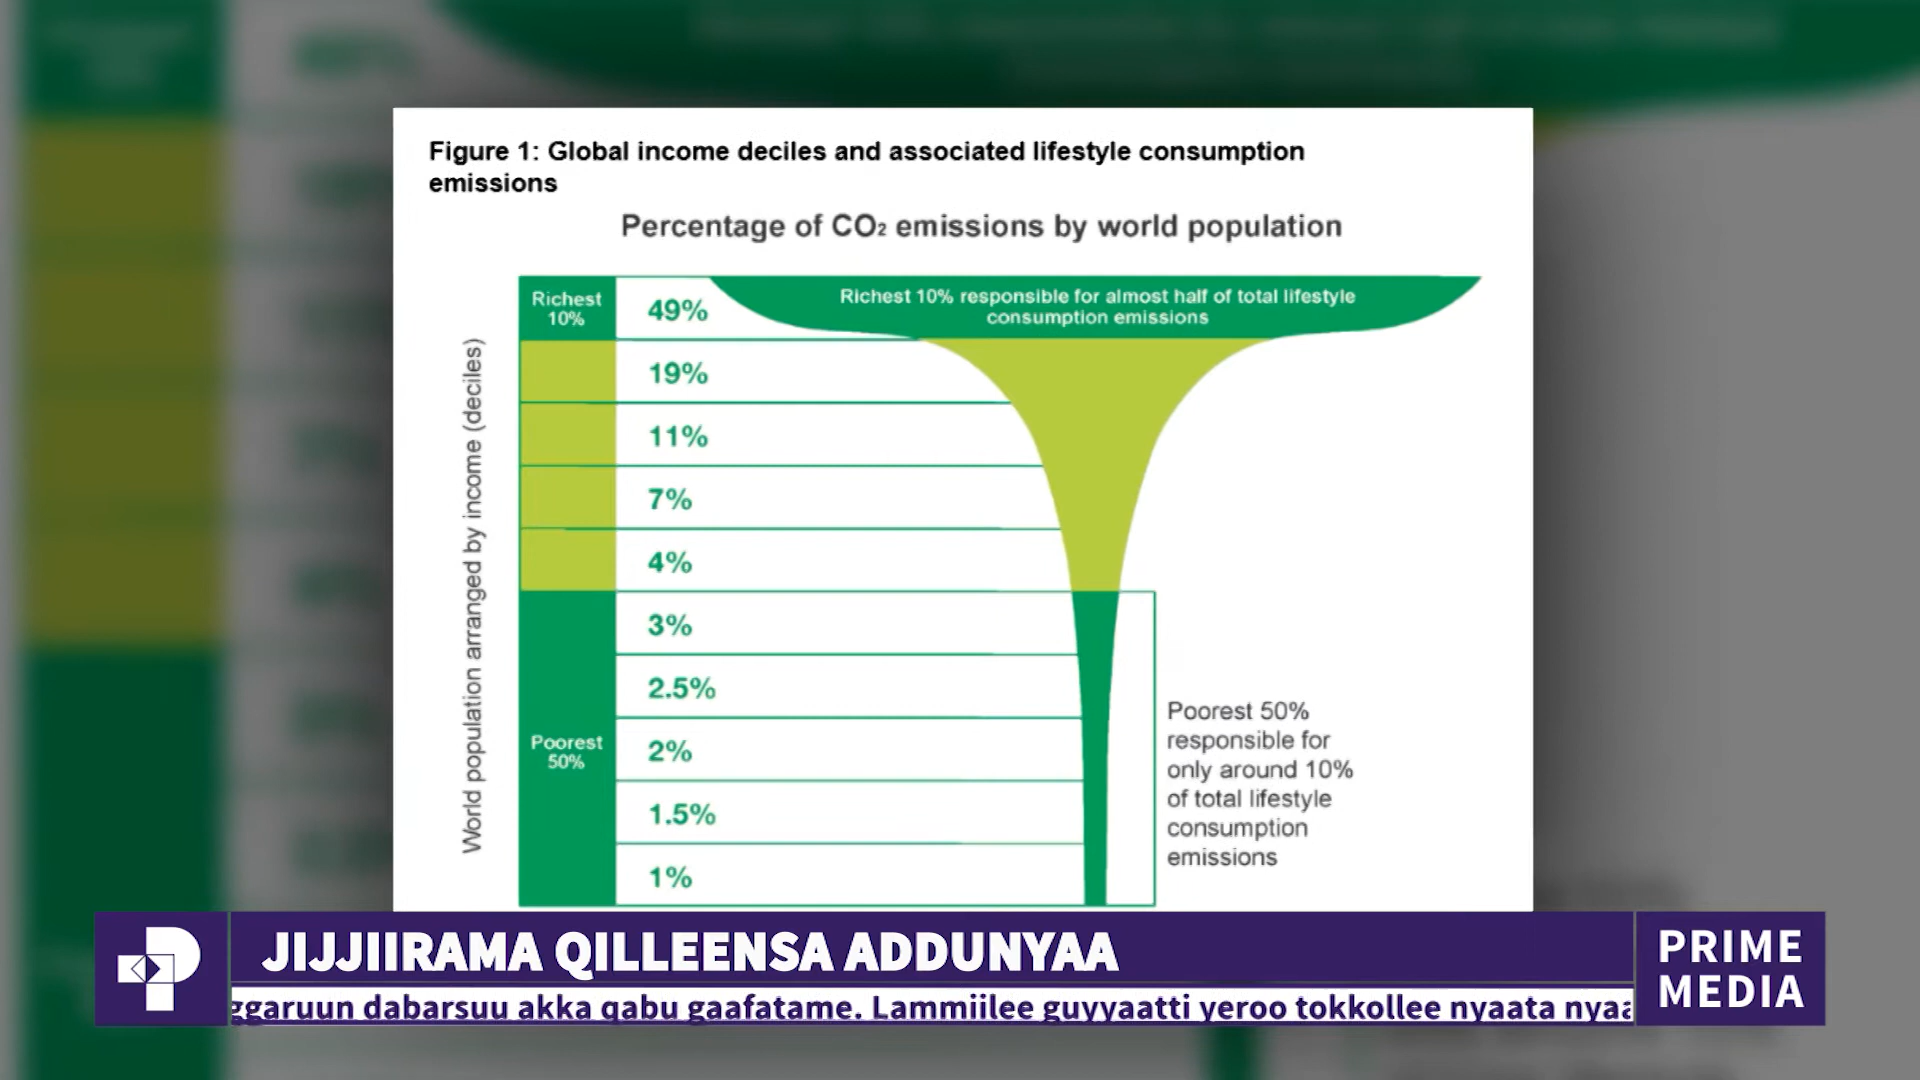 Figure 1: Global income deciles and associated lifestyle consumption
emissions
Percentage of CO₂ emissions by world population
World population arranged by income (deciles)
Richest
10%
49%
Richest 10% responsible for almost half of total lifestyle
consumption emissions
19%
11%
7%
4%
3%
2.5%
Poorest
50%
2%
1.5%
1%
Poorest 50%
responsible for
only around 10%
of total lifestyle
consumption
emissions
JIJJIIRAMA QILLEENSA ADDUNYAA
PRIME
MEDIA
dabarsuu akka qabu gaafatame. Lammiilee guyyaatti yeroo tokkollee nyaata